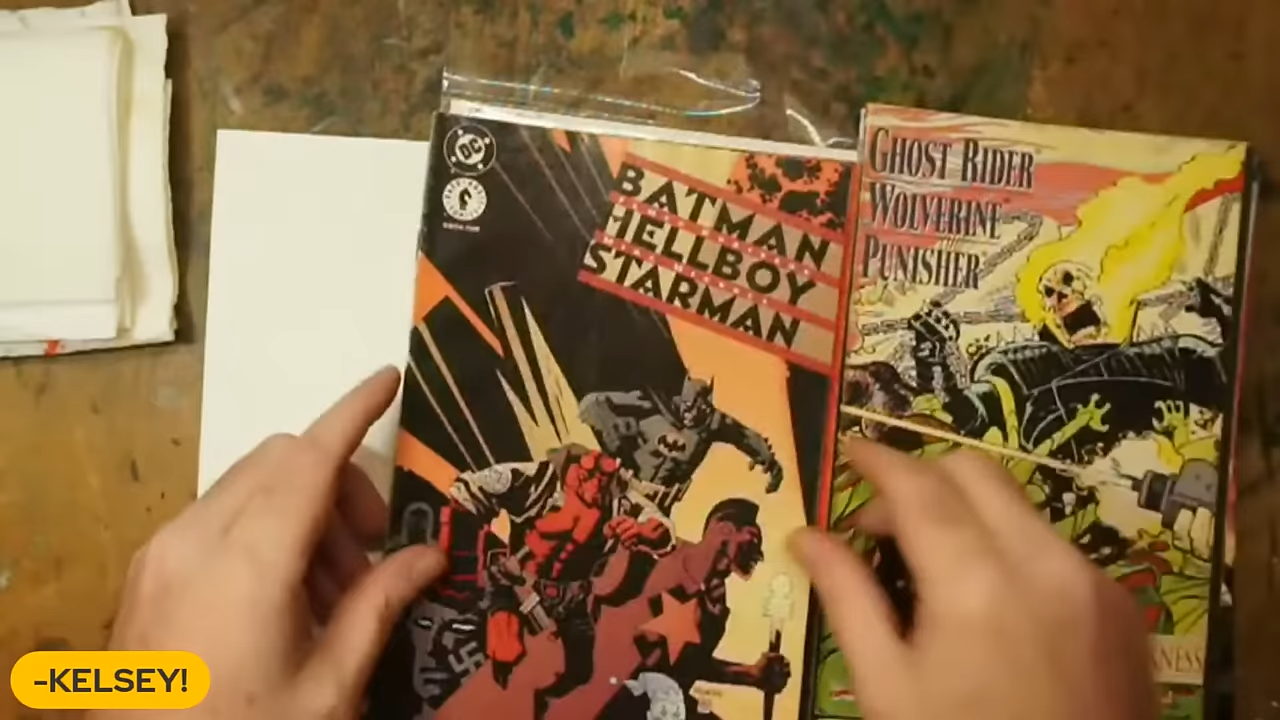 DC
BATMAN
HELLBOY
STARMAN
GHOST RIDER
WOLVERINE
PUNISHER
-KELSEY!